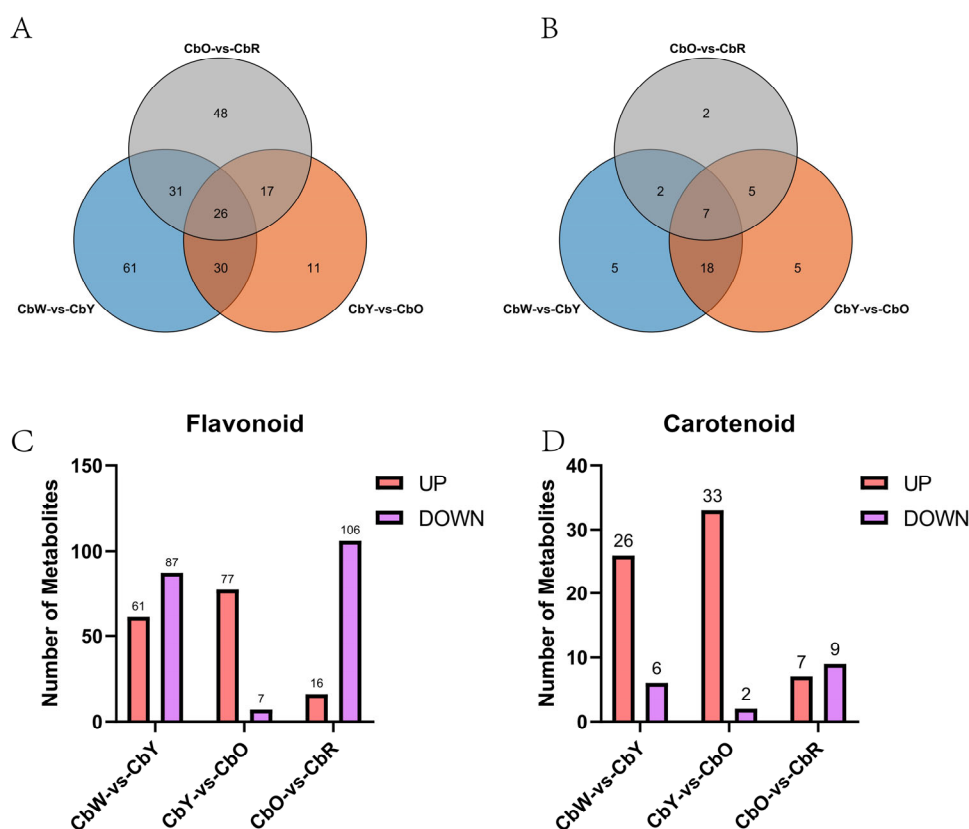 A
B
CbO-vs-CbR
CbO-vs-CbR
48
2
31
17
2
5
26
7
61
30
11
5
18
5
CbW-vs-CbY
CbY-vs-CbO
CbW-vs-CbY
CbY-vs-CbO
C
Flavonoid
Number of Metabolites
150
100
50
0
61
87
77
7
16
106
CbW-vs-CbY
CbY-vs-CbO
CbO-vs-CbR
UP
DOWN
D
Carotenoid
Number of Metabolites
40
30
20
10
0
26
6
33
2
7
9
CbW-vs-CbY
CbY-vs-CbO
CbO-vs-CbR
UP
DOWN